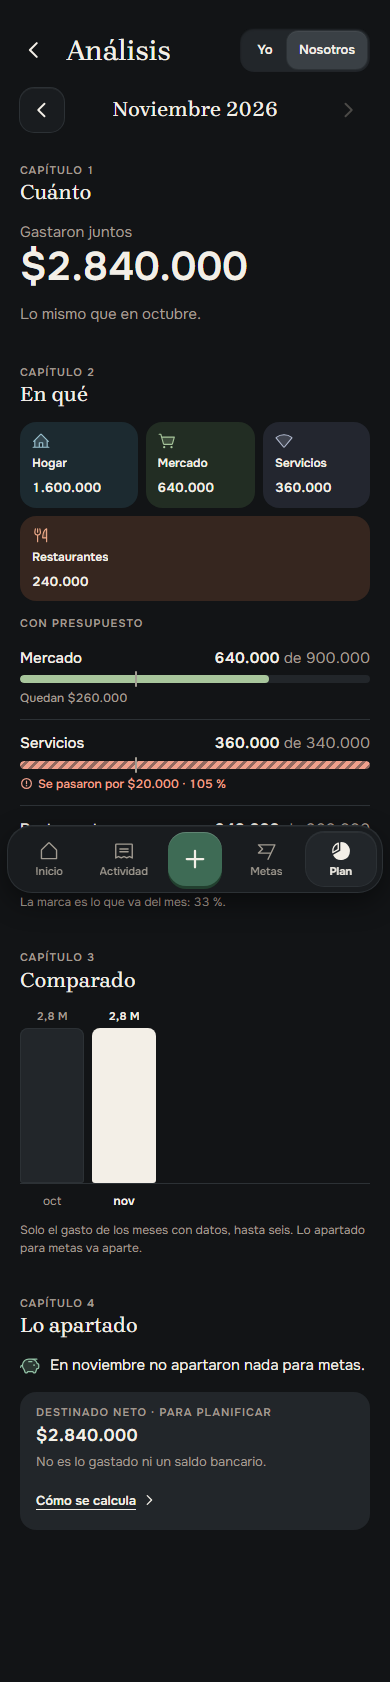 Análisis
Yo
Nosotros
Noviembre 2026
CAPÍTULO 1
Cuánto
Gastaron juntos
$2.840.000
Lo mismo que en octubre.
CAPÍTULO 2
En qué
Hogar
1.600.000
Mercado
640.000
Servicios
360.000
Restaurantes
240.000
CON PRESUPUESTO
Mercado 640.000 de 900.000
Quedan $260.000
Servicios 360.000 de 340.000
Se pasaron por $20.000 · 105 %
Inicio
Actividad
Metas
Plan
La marca es lo que va del mes: 33 %.
CAPÍTULO 3
Comparado
2,8 M
2,8 M
oct
nov
Solo el gasto de los meses con datos, hasta seis. Lo apartado
para metas va aparte.
CAPÍTULO 4
Lo apartado
En noviembre no apartaron nada para metas.
DESTINADO NETO · PARA PLANIFICAR
$2.840.000
No es lo gastado ni un saldo bancario.
Cómo se calcula